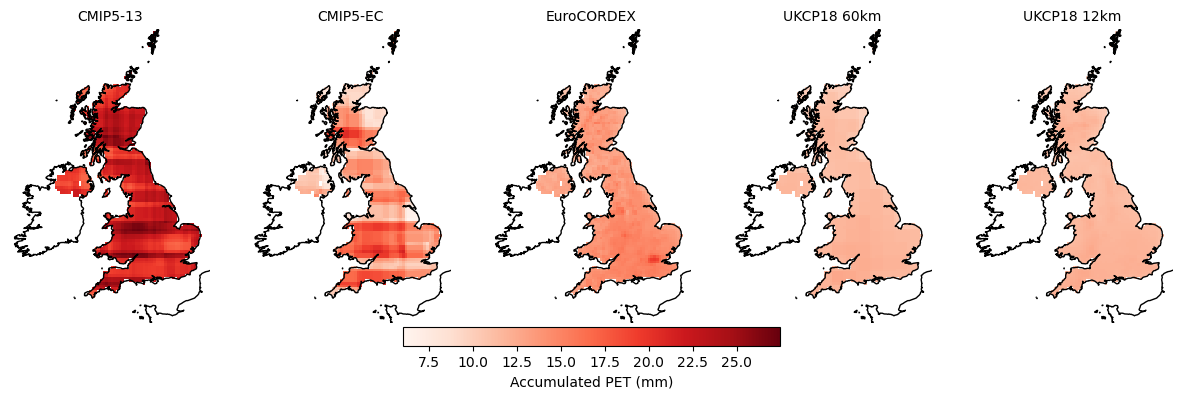 CMIP5-13 CMIP5-EC EuroCORDEX UKCP18 60km UKCP18 12km
7.5 10.0 12.5 15.0 17.5 20.0 22.5 25.0
Accumulated PET (mm)